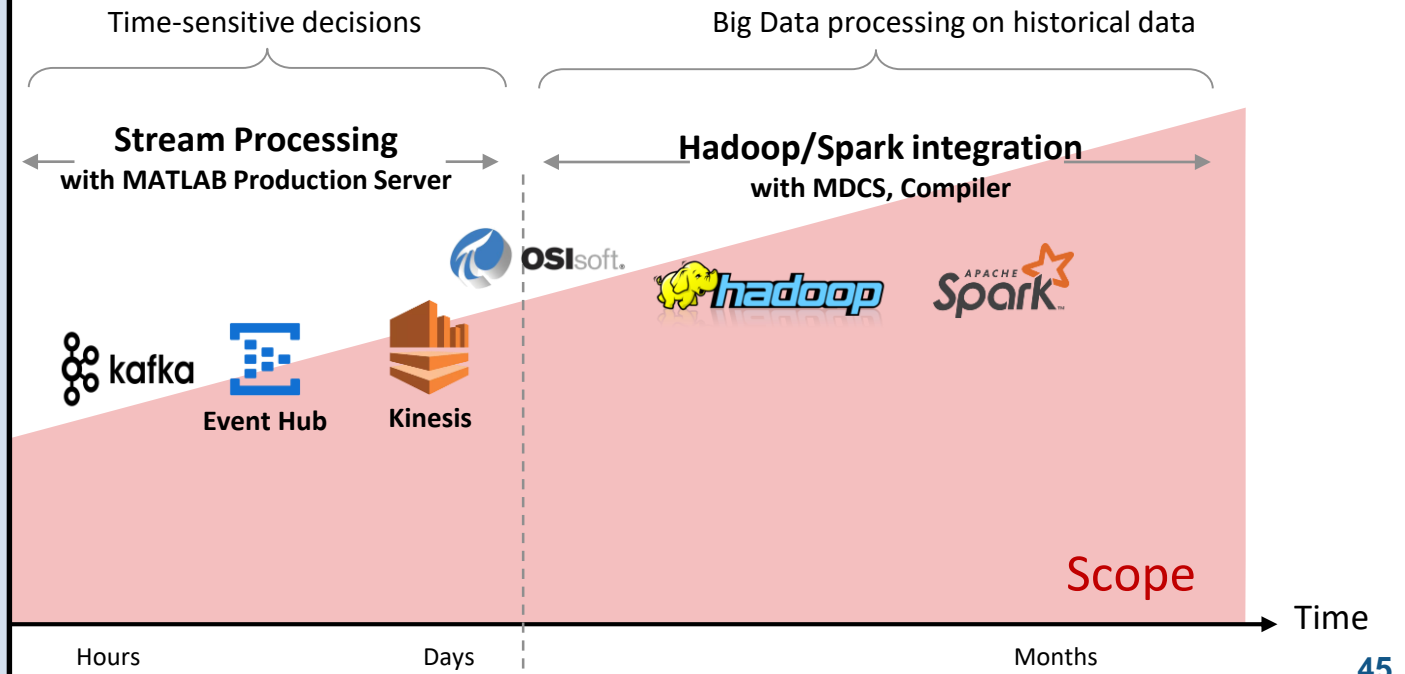 Time-sensitive decisions
Big Data processing on historical data
Stream Processing
with MATLAB Production Server
Hadoop/Spark integration
with MDCS, Compiler
OSIsoft.
hadoop
APACHE
Spark™
kafka
Event Hub
Kinesis
Scope
Time
Hours
Days
Months
45